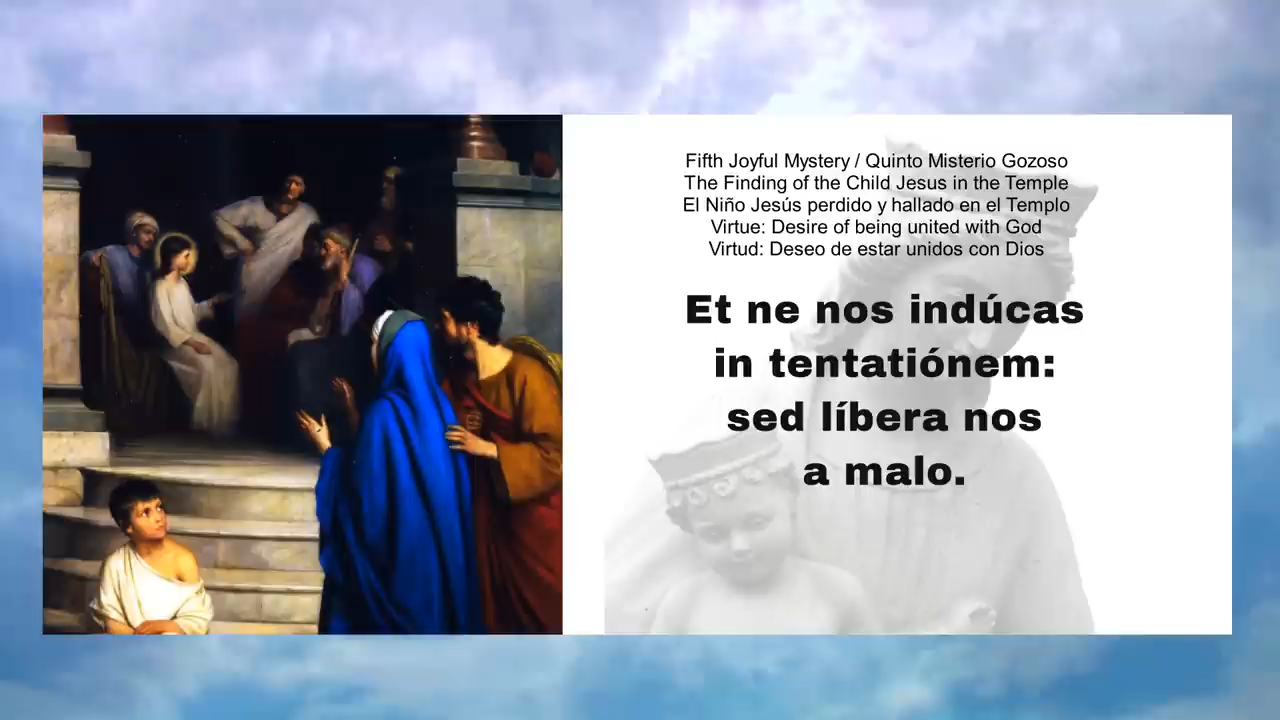 Fifth Joyful Mystery / Quinto Misterio Gozoso
The Finding of the Child Jesus in the Temple
El Niño Jesús perdido y hallado en el Templo
Virtue: Desire of being united with God
Virtud: Deseo de estar unidos con Dios
Et ne nos indúcas
in tentatiónem:
sed líbera nos
a malo.